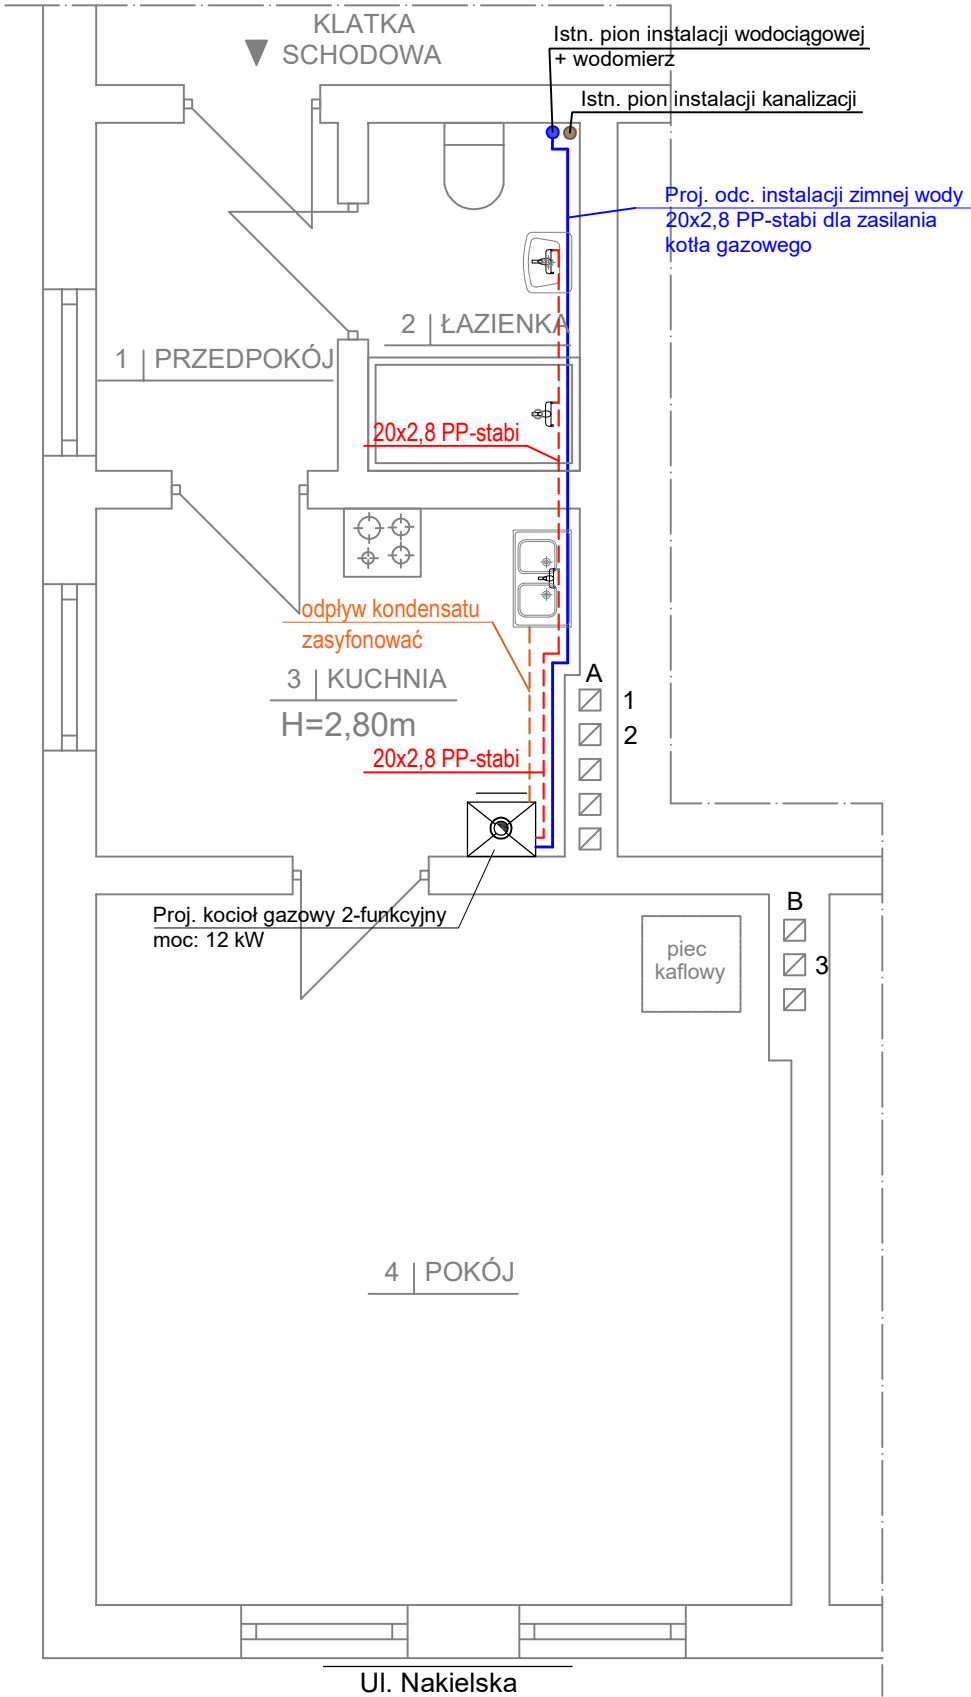 KLATKA
SCHODOWA
Istn. pion instalacji wodociągowej
+ wodomierz
Istn. pion instalacji kanalizacji
Proj. odc. instalacji zimnej wody
20x2,8 PP-stabi dla zasilania
kotła gazowego
2 ŁAZIENKA
1 PRZEDPOKÓJ
20x2,8 PP-stabi
odpływ kondensatu
zasyfonować
3 KUCHNIA
H=2,80m
A
1
2
20x2,8 PP-stabi
Proj. kocioł gazowy 2-funkcyjny
moc: 12 kW
piec
kaflowy
B
3
4 POKÓJ
Ul. Nakielska